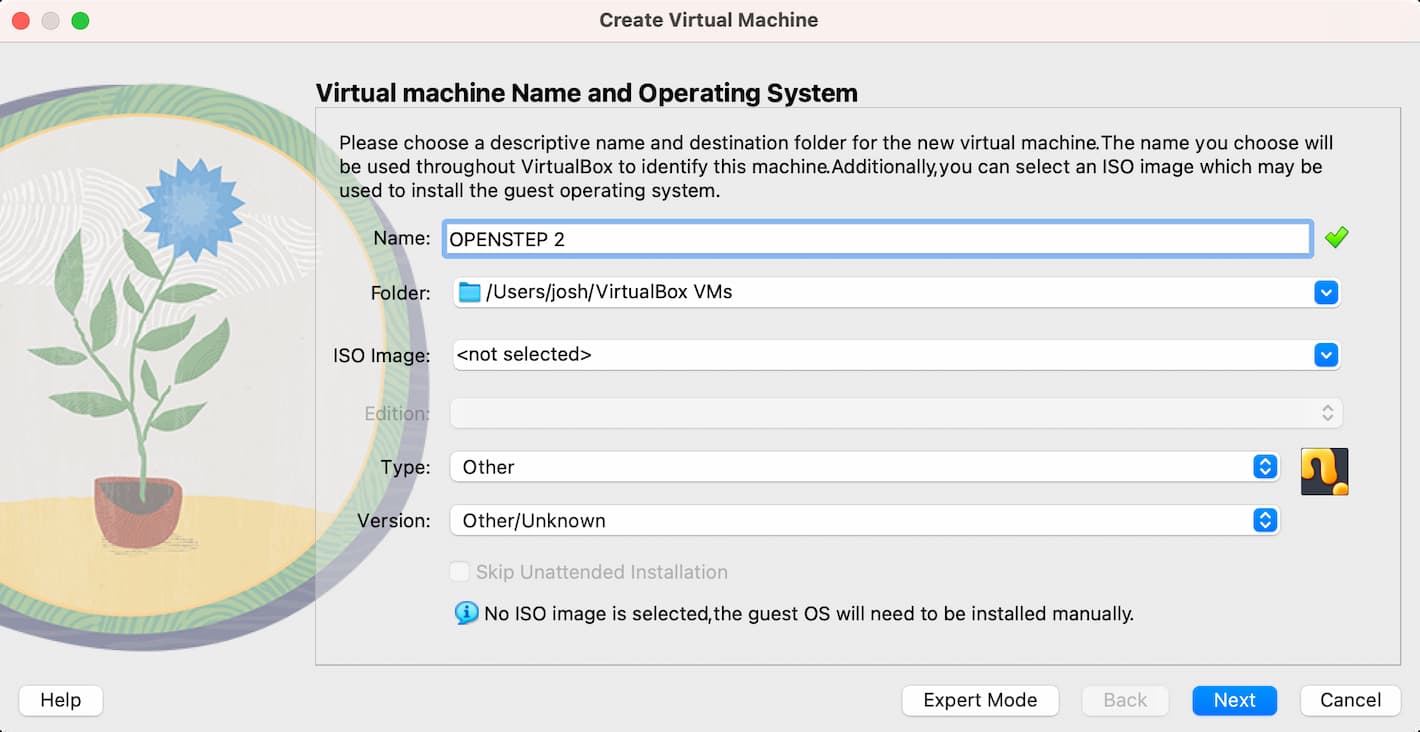 Create Virtual Machine
Virtual machine Name and Operating System
Please choose a descriptive name and destination folder for the new virtual machine.The name you choose will
be used throughout VirtualBox to identify this machine.Additionally,you can select an ISO image which may be
used to install the guest operating system.
Name: OPENSTEP 2
Folder: /Users/josh/VirtualBox VMs
ISO Image: <not selected>
Edition:
Type: Other
Version: Other/Unknown
Skip Unattended Installation
No ISO image is selected,the guest OS will need to be installed manually.
Help Expert Mode Back Next Cancel